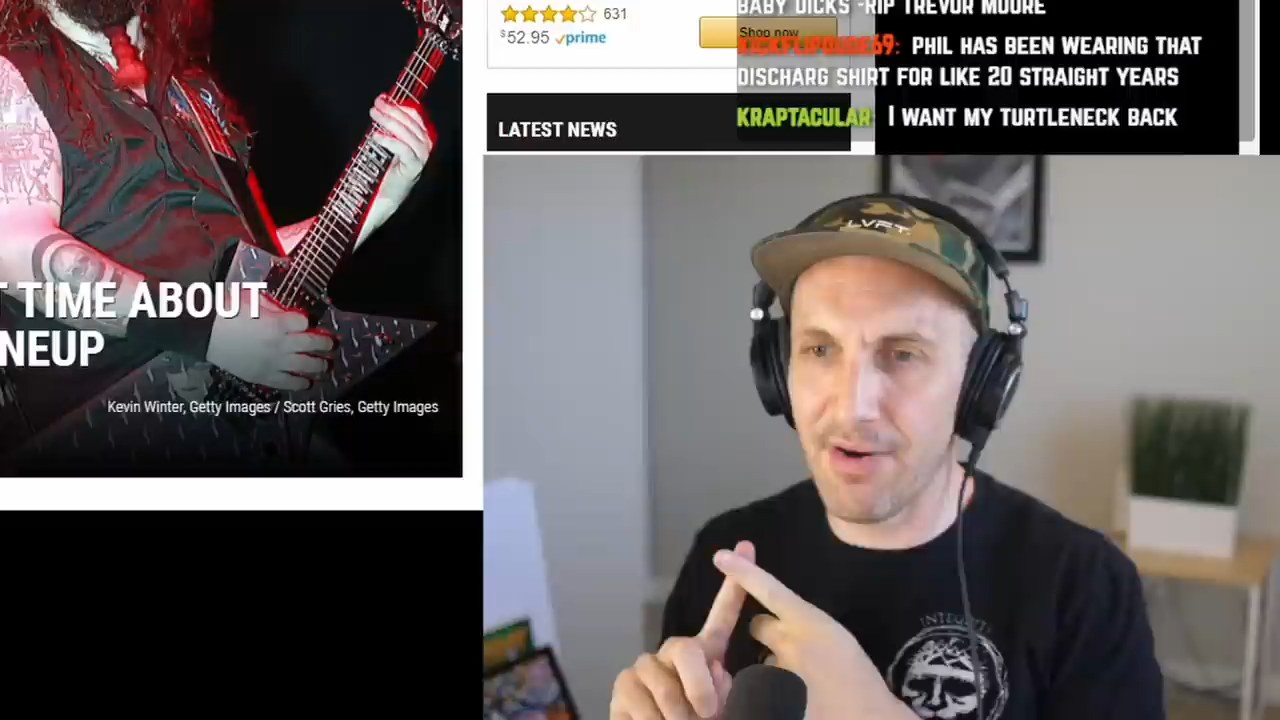 BABY DICKS -RIP TREVOR MOORE
631
$52.95 prime
Shop now
PHIL HAS BEEN WEARING THAT
DISCHARG SHIRT FOR LIKE 20 STRAIGHT YEARS
KRAPTACULAR I WANT MY TURTLENECK BACK
LATEST NEWS
LVFT.
TIME ABOUT
NEUP
Kevin Winter, Getty Images / Scott Gries, Getty Images